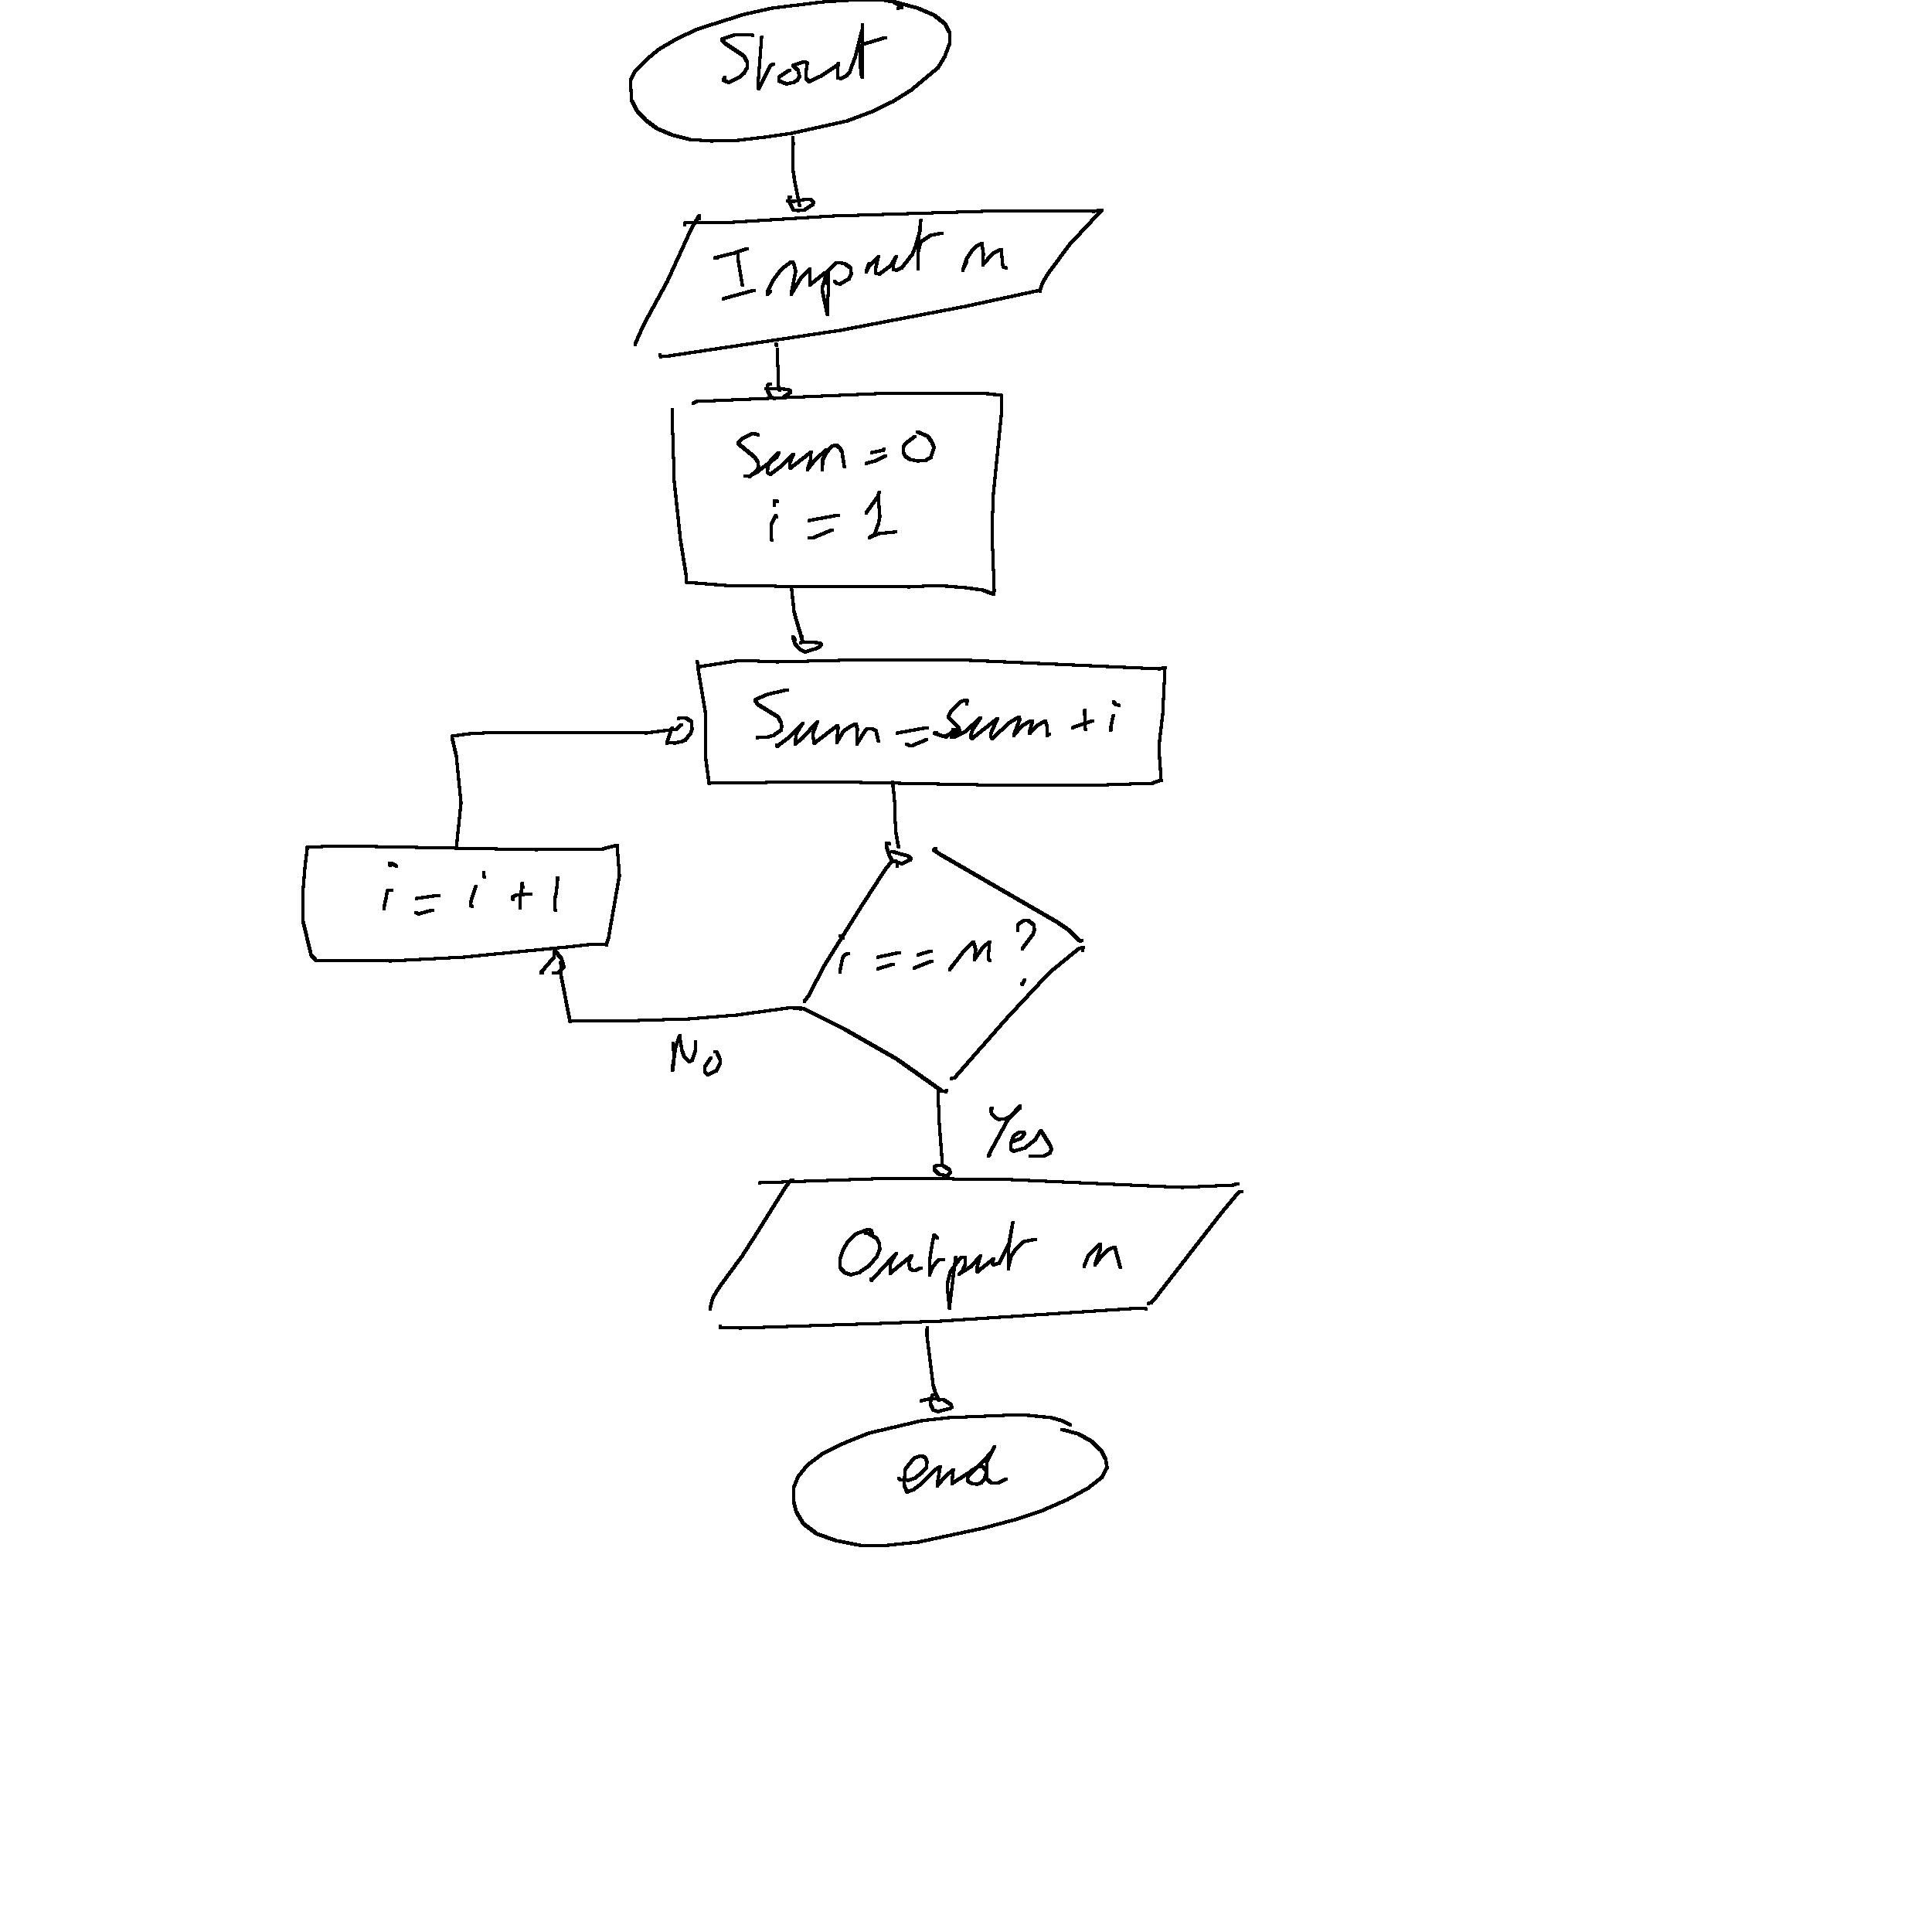 Start
Input n
Sum = 0
i = 1
Sum = Sum + i
i = i + 1
i == n ?
No
Yes
Output n
end